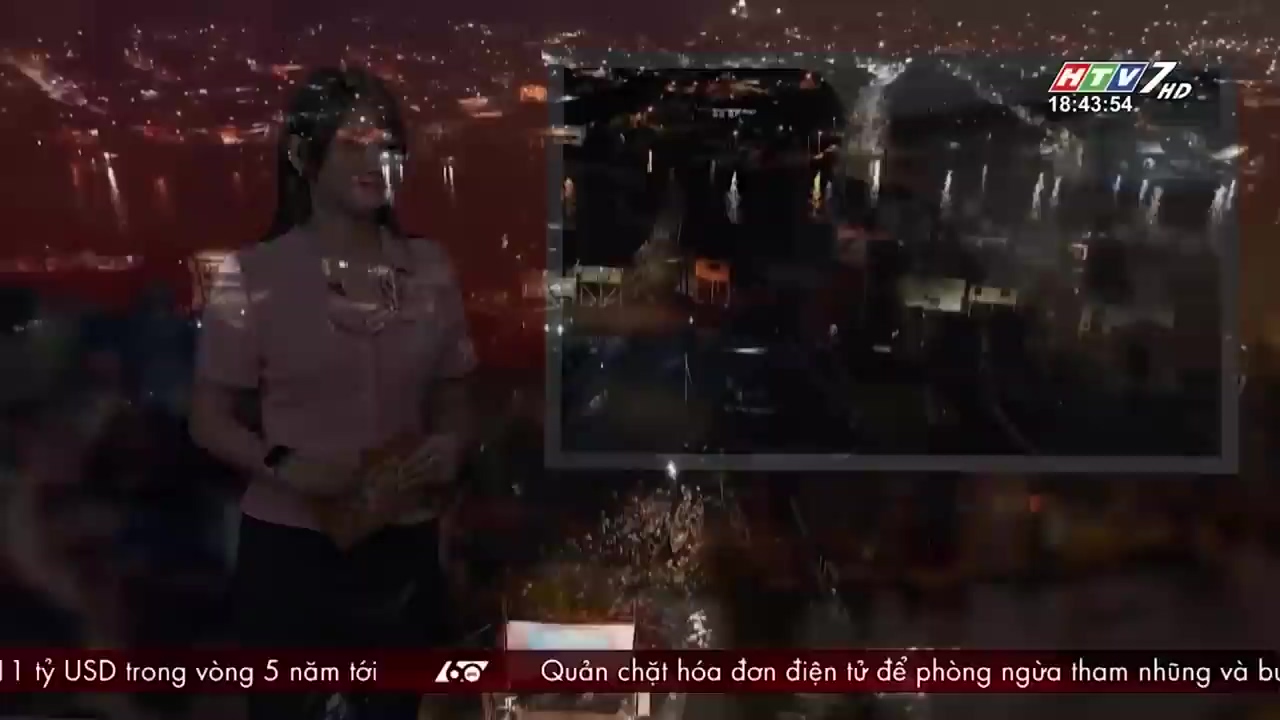 HTV7 HD
18:43:54
11 tỷ USD trong vòng 5 năm tới
60
Quản chặt hóa đơn điện tử để phòng ngừa tham nhũng và